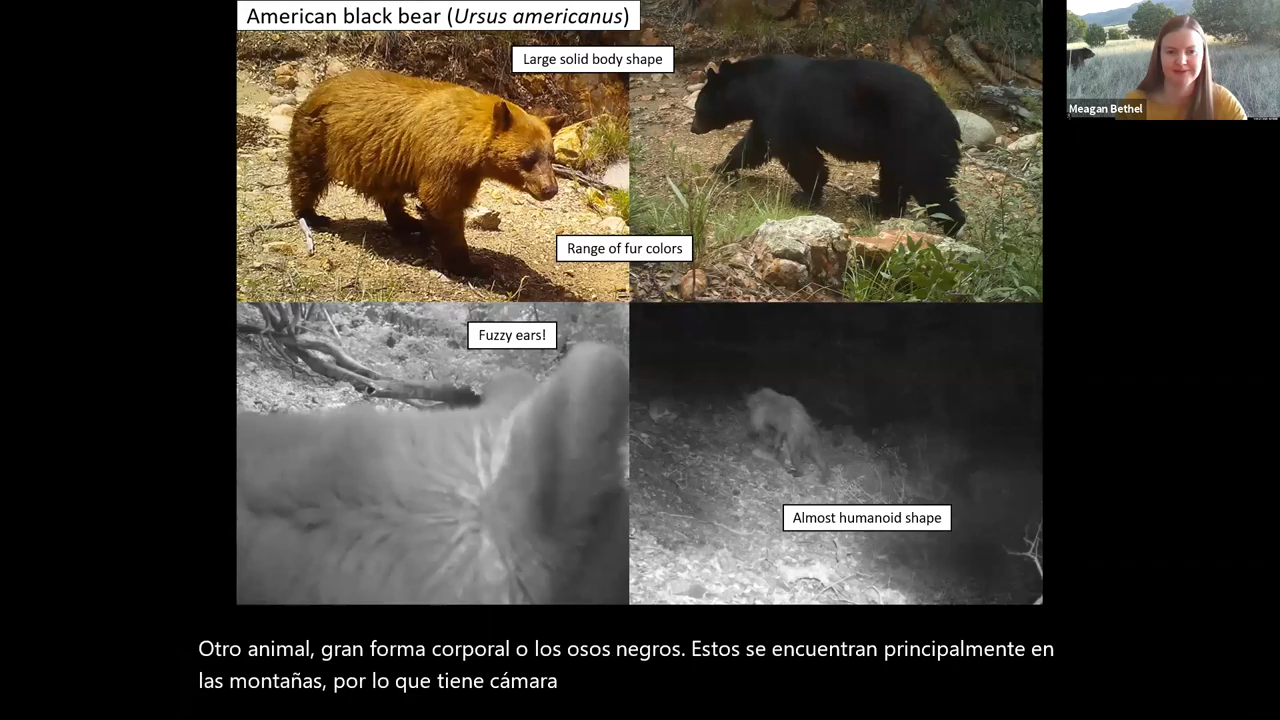 American black bear (Ursus americanus)
Large solid body shape
Meagan Bethel
Range of fur colors
Fuzzy ears!
Almost humanoid shape
Otro animal, gran forma corporal o los osos negros. Estos se encuentran principalmente en
las montañas, por lo que tiene cámara